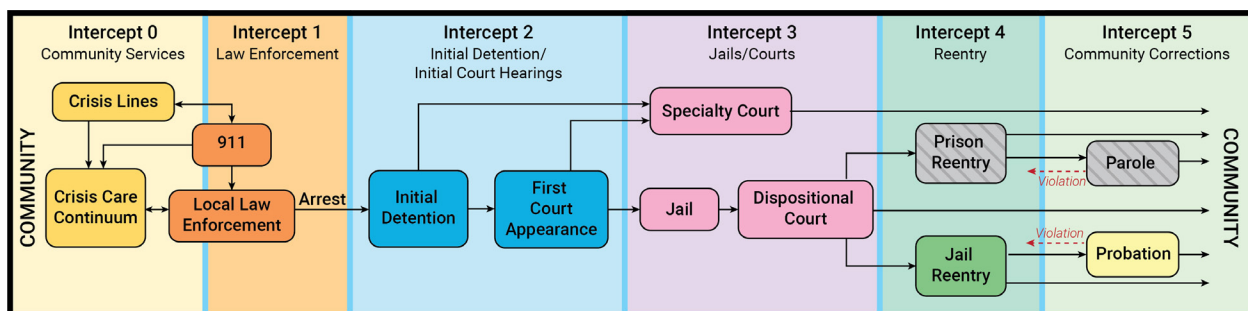 Intercept 0
Community Services
Intercept 1
Law Enforcement
Intercept 2
Initial Detention/
Initial Court Hearings
Intercept 3
Jails/Courts
Intercept 4
Reentry
Intercept 5
Community Corrections
COMMUNITY
Crisis Lines
911
Crisis Care
Continuum
Local Law
Enforcement
Arrest
Initial
Detention
First
Court
Appearance
Specialty Court
Jail
Dispositional
Court
Prison
Reentry
Violation
Parole
Jail
Reentry
Violation
Probation
COMMUNITY